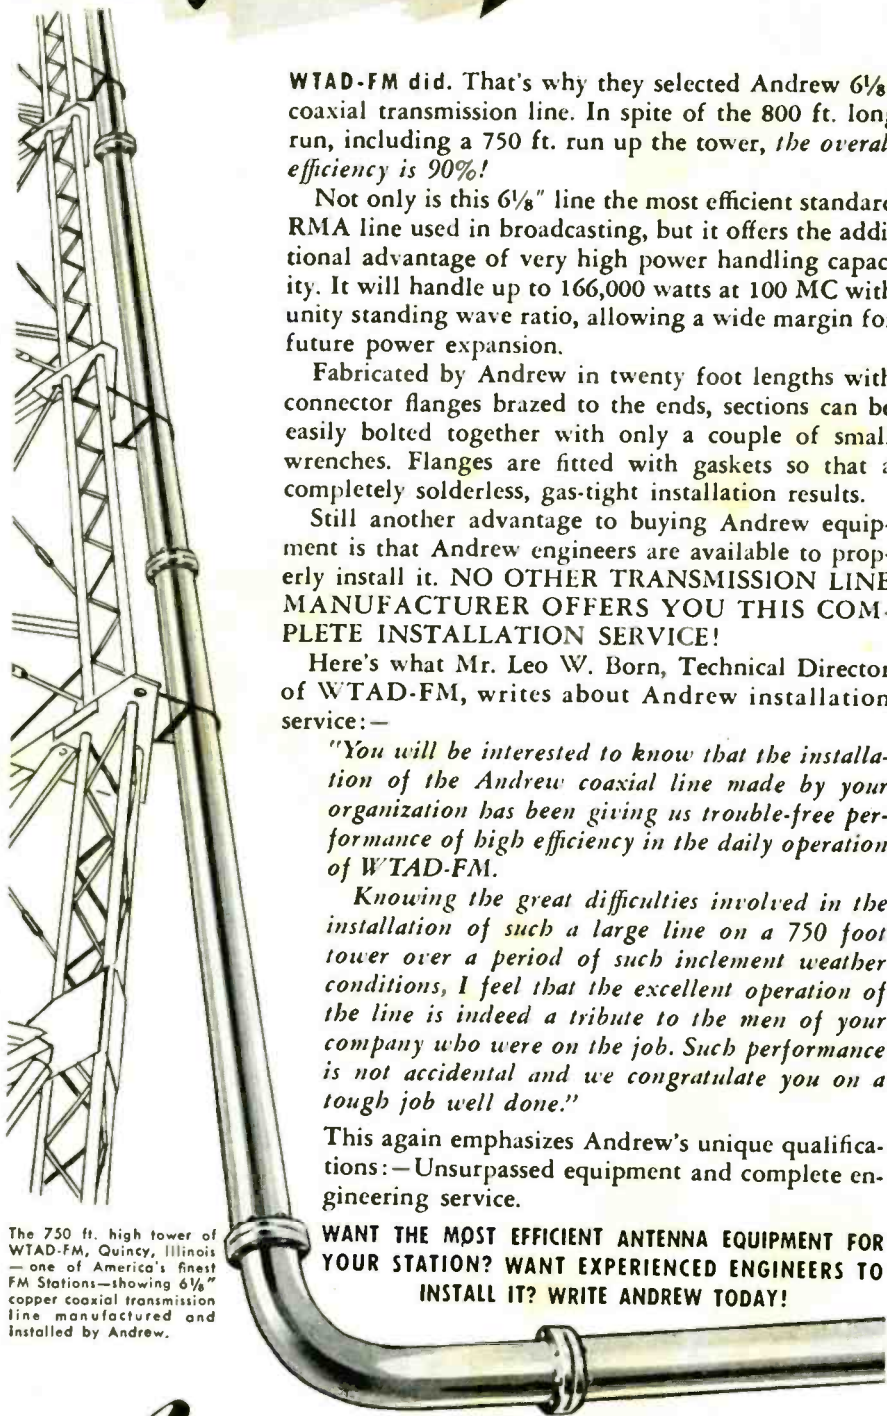 WTAD-FM did. That's why they selected Andrew 6⅛
coaxial transmission line. In spite of the 800 ft. long
run, including a 750 ft. run up the tower, the overall
efficiency is 90%!
Not only is this 6⅛" line the most efficient standard
RMA line used in broadcasting, but it offers the addi-
tional advantage of very high power handling capac-
ity. It will handle up to 166,000 watts at 100 MC with
unity standing wave ratio, allowing a wide margin for
future power expansion.
Fabricated by Andrew in twenty foot lengths with
connector flanges brazed to the ends, sections can be
easily bolted together with only a couple of small
wrenches. Flanges are fitted with gaskets so that a
completely solderless, gas-tight installation results.
Still another advantage to buying Andrew equip-
ment is that Andrew engineers are available to prop-
erly install it. NO OTHER TRANSMISSION LINE
MANUFACTURER OFFERS YOU THIS COM-
PLETE INSTALLATION SERVICE!
Here's what Mr. Leo W. Born, Technical Director
of WTAD-FM, writes about Andrew installation
service:—
"You will be interested to know that the installa-
tion of the Andrew coaxial line made by your
organization has been giving us trouble-free per-
formance of high efficiency in the daily operation
of WTAD-FM.
Knowing the great difficulties involved in the
installation of such a large line on a 750 foot
tower over a period of such inclement weather
conditions, I feel that the excellent operation of
the line is indeed a tribute to the men of your
company who were on the job. Such performance
is not accidental and we congratulate you on a
tough job well done."
This again emphasizes Andrew's unique qualifica-
tions:—Unsurpassed equipment and complete en-
gineering service.
WANT THE MOST EFFICIENT ANTENNA EQUIPMENT FOR
YOUR STATION? WANT EXPERIENCED ENGINEERS TO
INSTALL IT? WRITE ANDREW TODAY!
The 750 ft. high tower of
WTAD-FM, Quincy, Illinois
—one of America's finest
FM Stations—showing 6⅛"
copper coaxial transmission
line manufactured and
installed by Andrew.